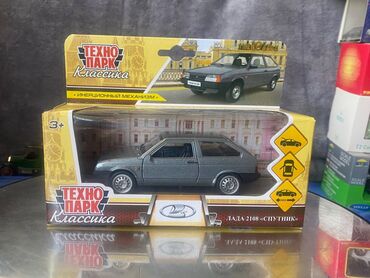 ТЕХНО
ПАРК
Классика
• ИНЕРЦИОННЫЙ МЕХАНИЗМ •
3+
ТЕХНО
ПАРК
Классика
ЛАДА 2108 «СПУТНИК»